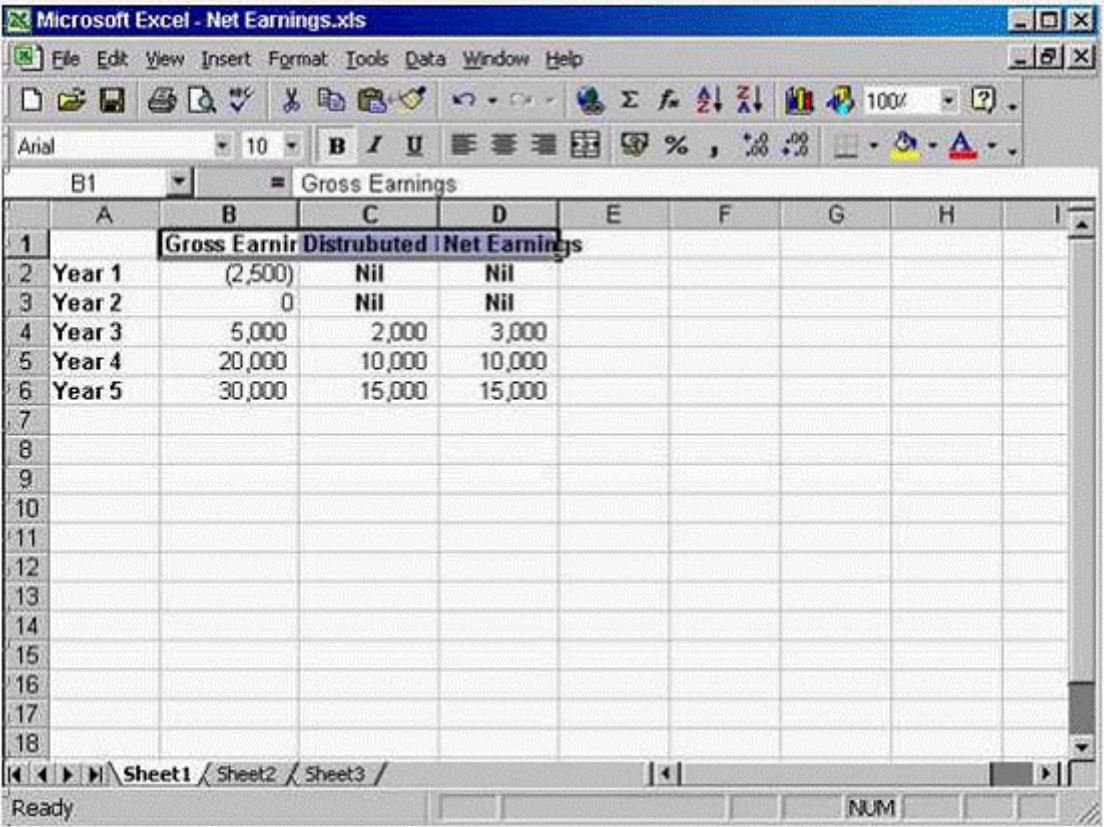 Microsoft Excel - Net Earnings.xls
File Edit View Insert Format Tools Data Window Help
100%
Arial 10 B I U % ,
B1 = Gross Earnings
A B C D E F G H I
1 Gross Earnin Distrubuted Net Earnings
2 Year 1 (2,500) Nil Nil
3 Year 2 0 Nil Nil
4 Year 3 5,000 2,000 3,000
5 Year 4 20,000 10,000 10,000
6 Year 5 30,000 15,000 15,000
7
8
9
10
11
12
13
14
15
16
17
18
Sheet1 Sheet2 Sheet3
Ready NUM